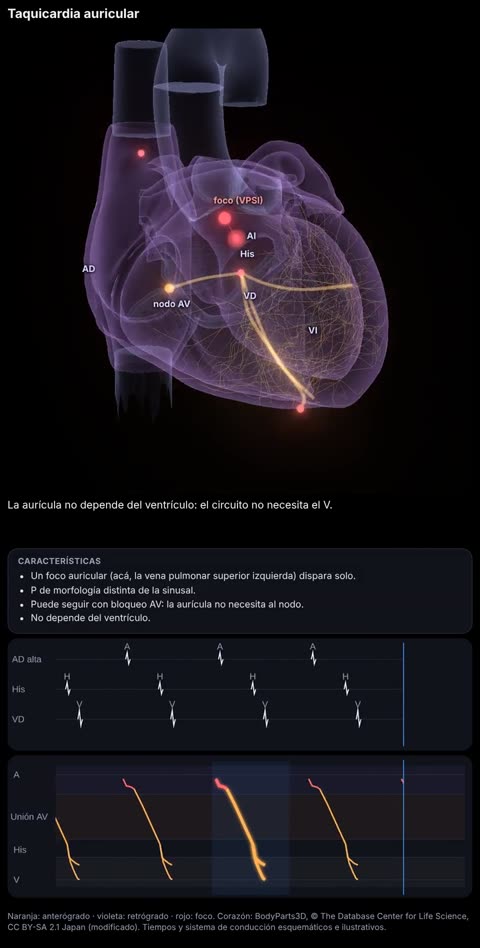 Taquicardia auricular
foco (VPSI)
AI
His
AD
nodo AV
VD
VI
La aurícula no depende del ventrículo: el circuito no necesita el V.
CARACTERÍSTICAS
• Un foco auricular (acá, la vena pulmonar superior izquierda) dispara solo.
• P de morfología distinta de la sinusal.
• Puede seguir con bloqueo AV: la aurícula no necesita al nodo.
• No depende del ventrículo.
A A A
AD alta
H H H H
His
V V V V
VD
A
Unión AV
His
V
Naranja: anterógrado · violeta: retrógrado · rojo: foco. Corazón: BodyParts3D, © The Database Center for Life Science,
CC BY-SA 2.1 Japan (modificado). Tiempos y sistema de conducción esquemáticos e ilustrativos.